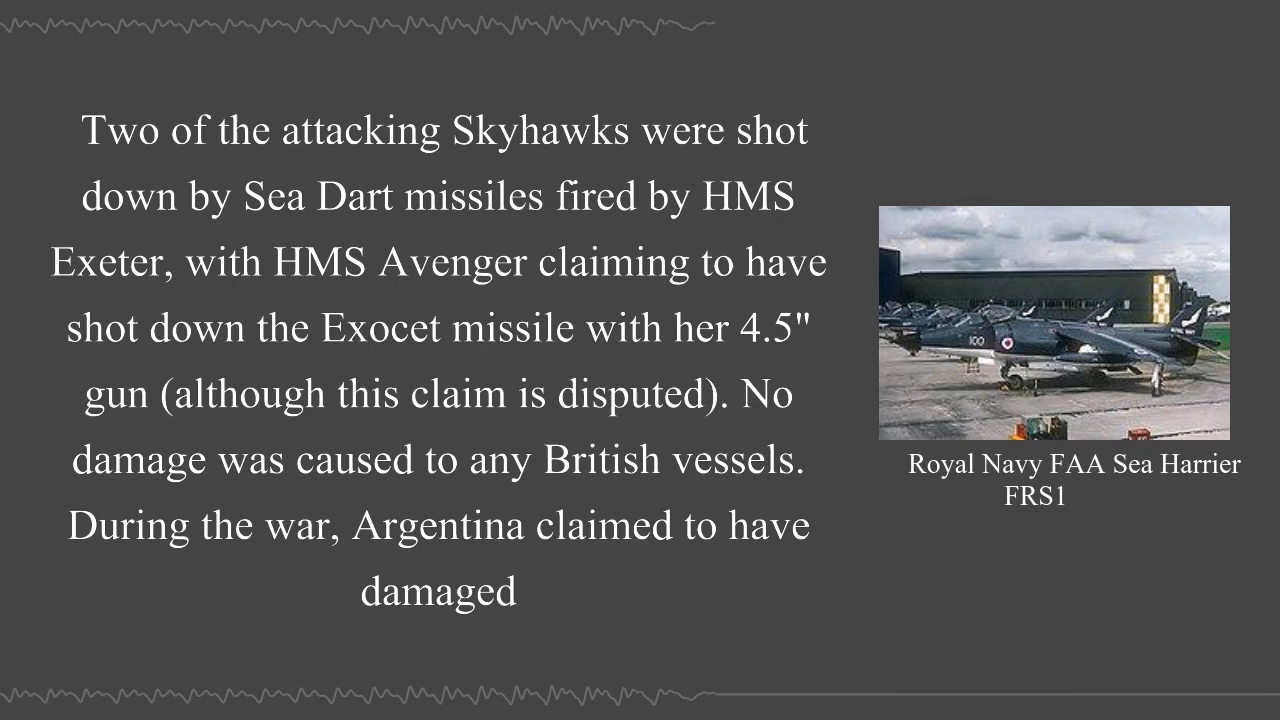 Two of the attacking Skyhawks were shot
down by Sea Dart missiles fired by HMS
Exeter, with HMS Avenger claiming to have
shot down the Exocet missile with her 4.5"
gun (although this claim is disputed). No
damage was caused to any British vessels.
During the war, Argentina claimed to have
damaged
100
Royal Navy FAA Sea Harrier
FRS1